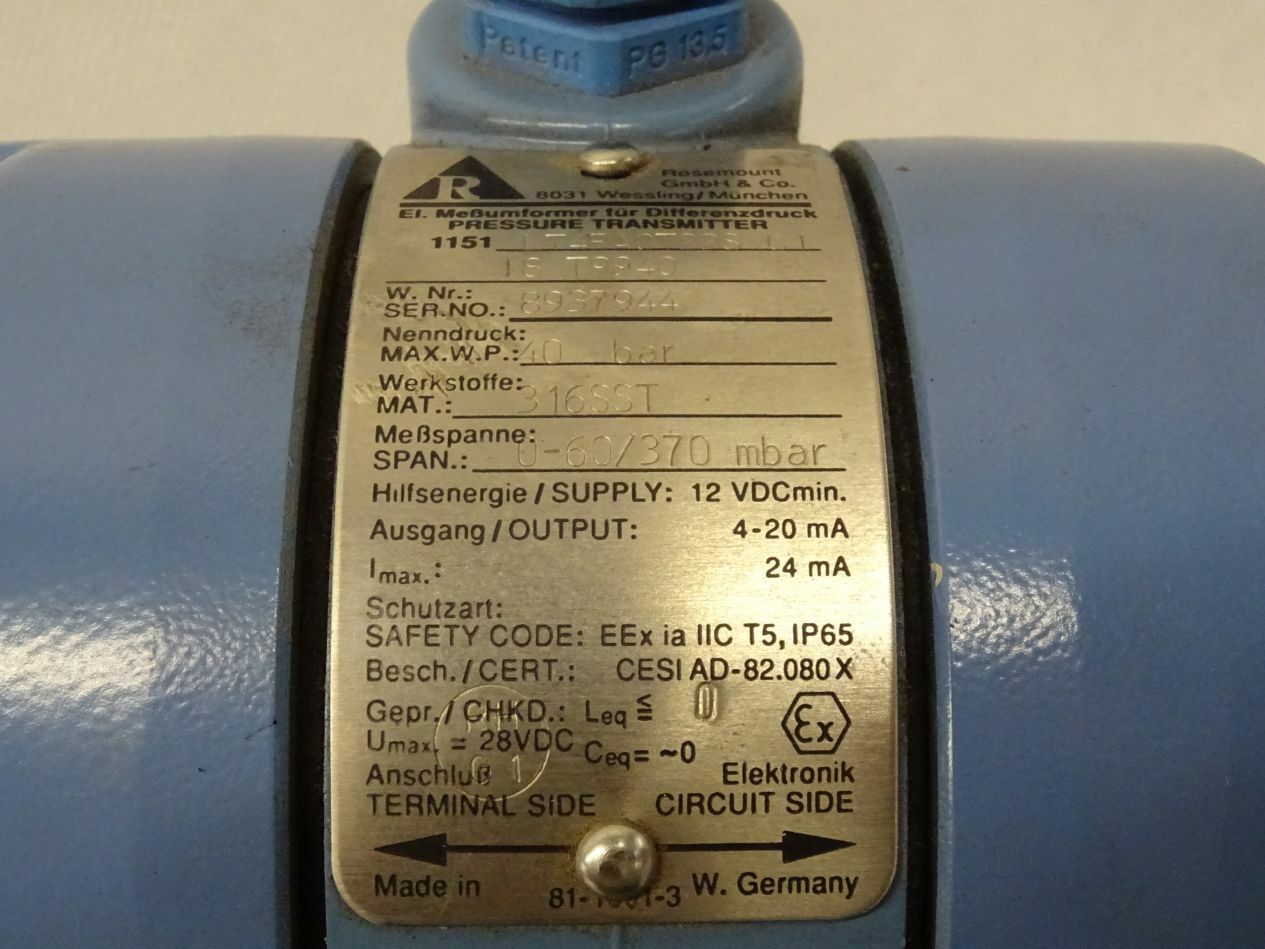 Patent PG 13,5
R Rosemount
GmbH & Co.
8031 Wessling/München
El. Meßumformer für Differenzdruck
PRESSURE TRANSMITTER
1151
16 T9940
W. Nr.:
SER.NO.: 8937944
Nenndruck:
MAX.W.P.: 40 bar
Werkstoffe:
MAT.: 316SST
Meßspanne:
SPAN.: 0-60/370 mbar
Hilfsenergie/SUPPLY: 12 VDCmin.
Ausgang/OUTPUT: 4-20 mA
Imax.: 24 mA
Schutzart:
SAFETY CODE: EEx ia IIC T5, IP65
Besch./CERT.: CESI AD-82.080X
Gepr./CHKD.: Leq ≦ 0 Ex
Umax. = 28VDC Ceq= ~0
Anschluß Elektronik
TERMINAL SIDE CIRCUIT SIDE
Made in W. Germany